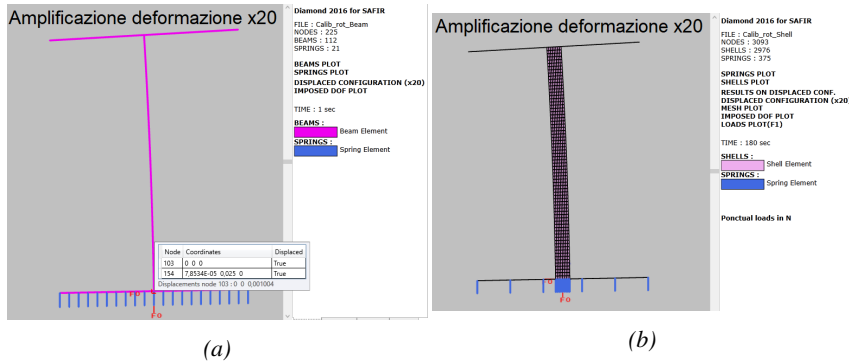 Amplificazione deformazione x20
Diamond 2016 for SAFIR
FILE : Calib_rot_Beam
NODES : 225
BEAMS : 112
SPRINGS : 21
BEAMS PLOT
SPRINGS PLOT
DISPLACED CONFIGURATION (x20)
IMPOSED DOF PLOT
TIME : 1 sec
BEAMS :
Beam Element
SPRINGS :
Spring Element
Node Coordinates Displaced
103 0 0 0 True
154 7,8534E-05 0,025 0 True
Displacements node 103 : 0 0 0,001004
F0
F0
(a)
Amplificazione deformazione x20
Diamond 2016 for SAFIR
FILE : Calib_rot_Shell
NODES : 3093
SHELLS : 2976
SPRINGS : 375
SPRINGS PLOT
SHELLS PLOT
RESULTS ON DISPLACED CONF.
DISPLACED CONFIGURATION (x20)
MESH PLOT
IMPOSED DOF PLOT
LOADS PLOT(F1)
TIME : 180 sec
SHELLS :
Shell Element
SPRINGS :
Spring Element
Ponctual loads in N
F0
F0
(b)